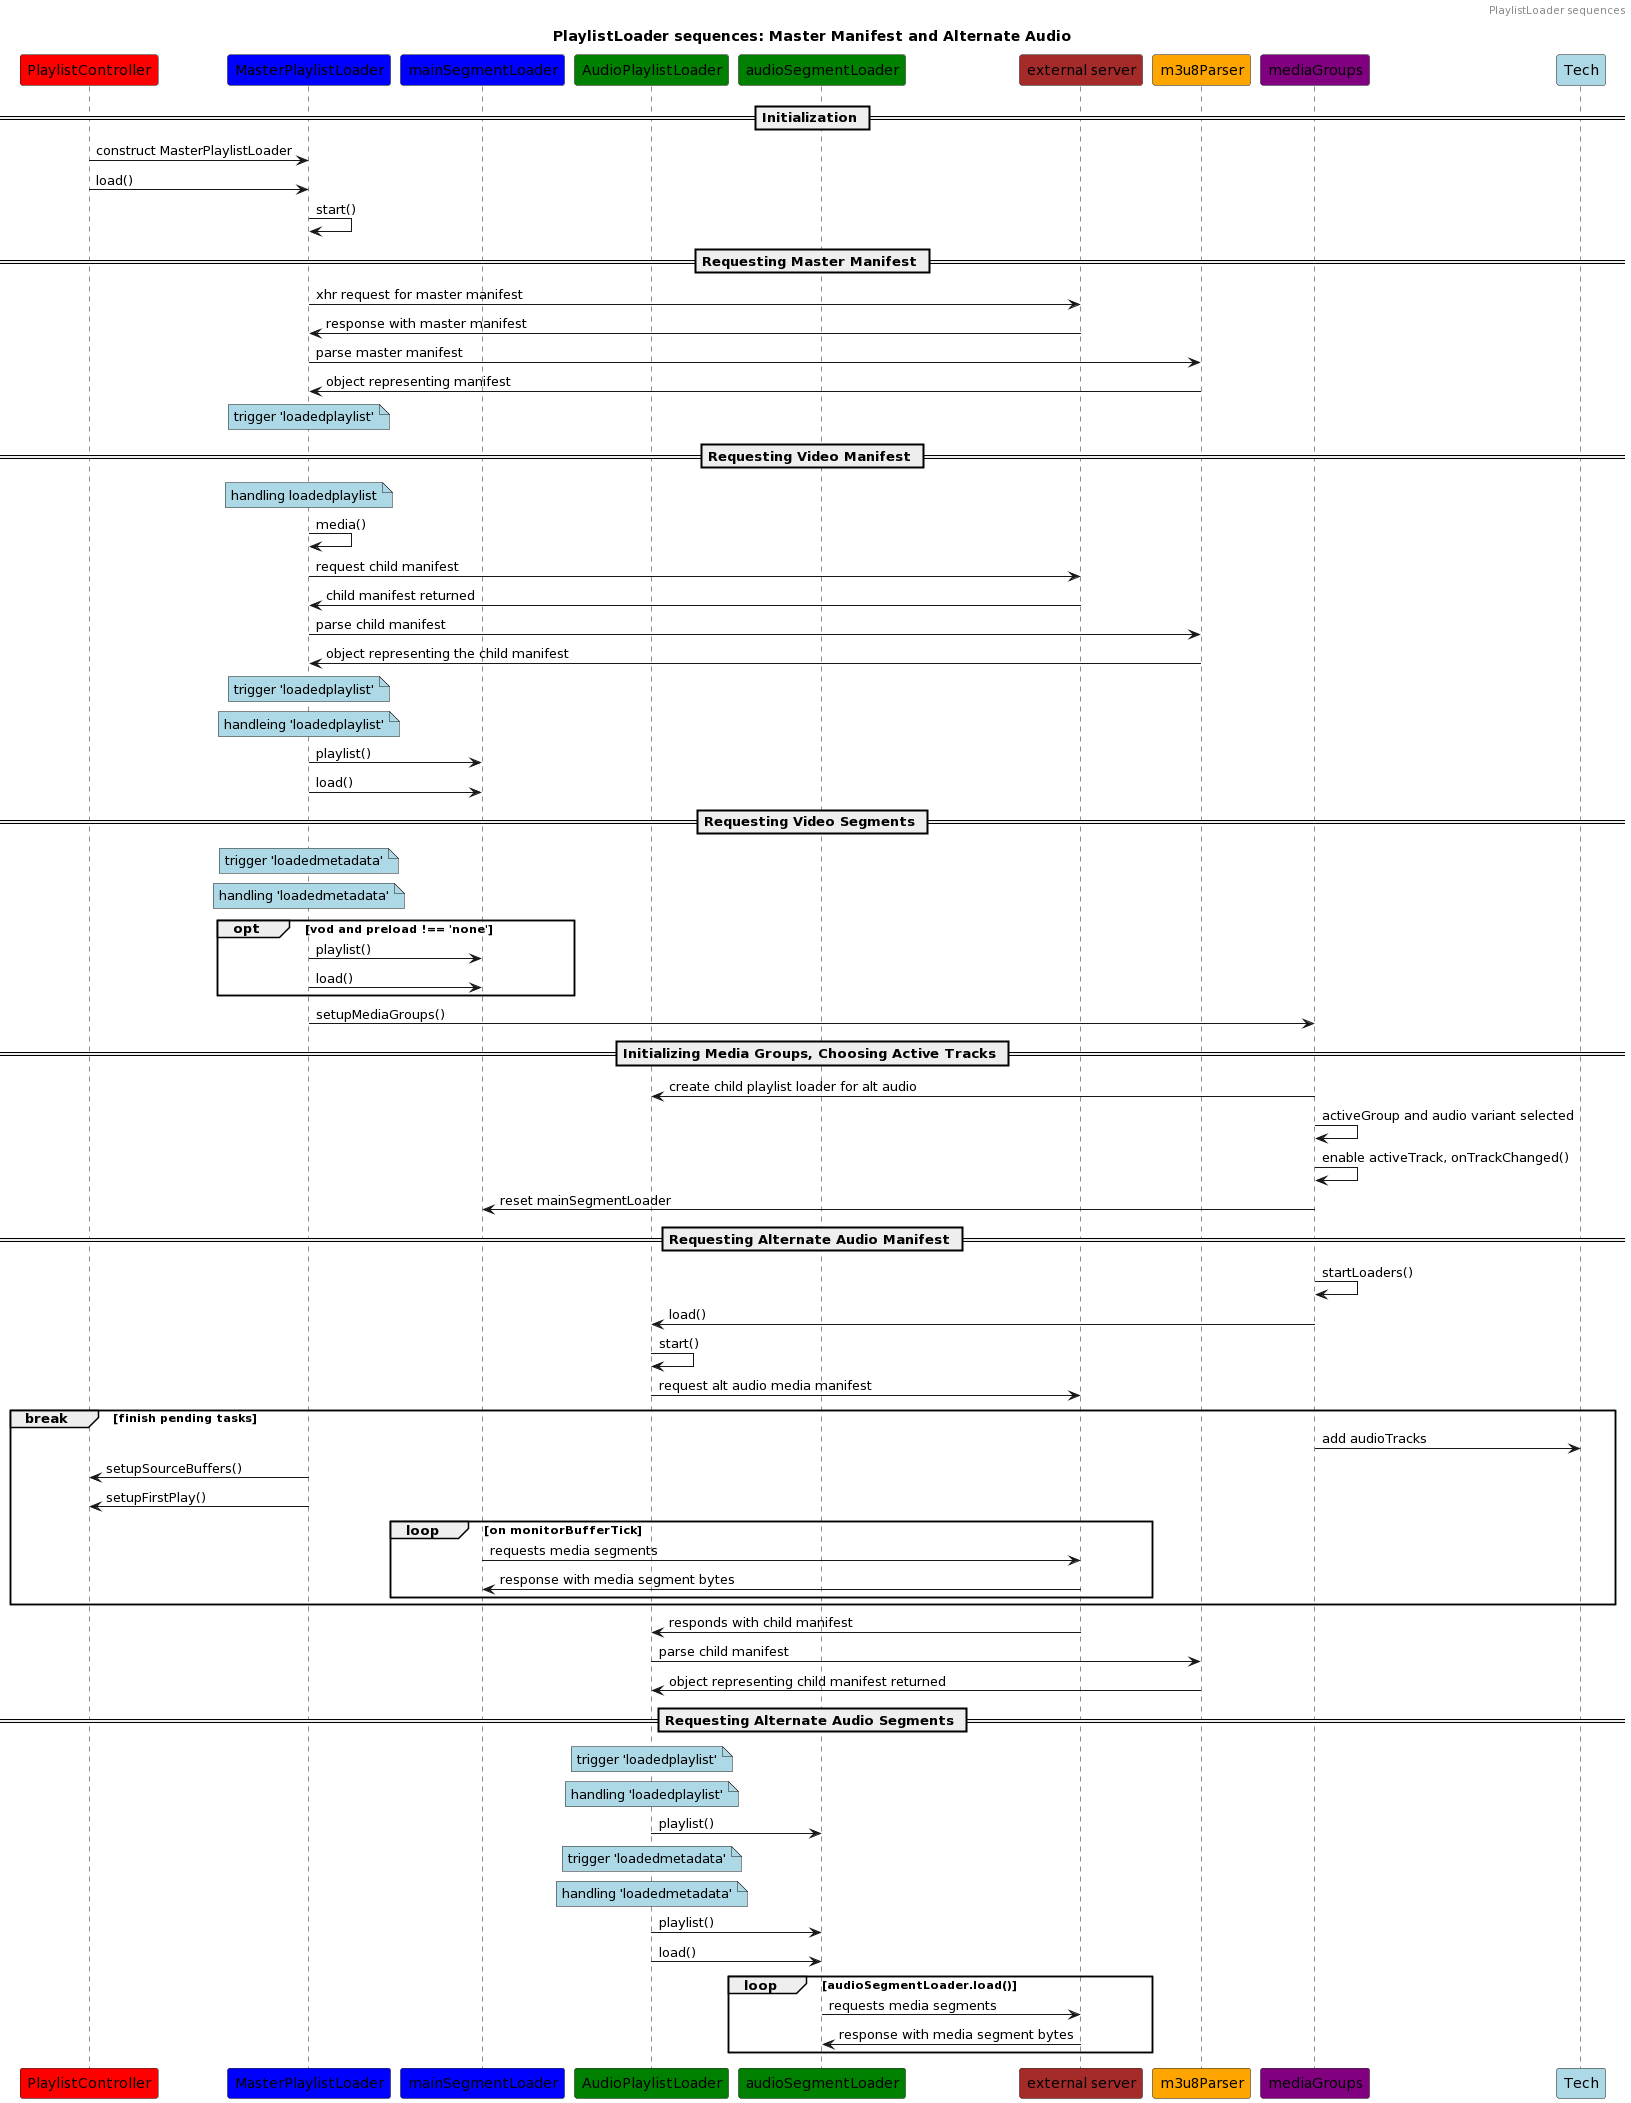 PlaylistLoader sequences
PlaylistLoader sequences: Master Manifest and Alternate Audio
PlaylistController
MasterPlaylistLoader
mainSegmentLoader
AudioPlaylistLoader
audioSegmentLoader
external server
m3u8Parser
mediaGroups
Tech
Initialization
construct MasterPlaylistLoader
load()
start()
Requesting Master Manifest
xhr request for master manifest
response with master manifest
parse master manifest
object representing manifest
trigger 'loadedplaylist'
Requesting Video Manifest
handling loadedplaylist
media()
request child manifest
child manifest returned
parse child manifest
object representing the child manifest
trigger 'loadedplaylist'
handleing 'loadedplaylist'
playlist()
load()
Requesting Video Segments
trigger 'loadedmetadata'
handling 'loadedmetadata'
opt
[vod and preload !== 'none']
playlist()
load()
setupMediaGroups()
Initializing Media Groups, Choosing Active Tracks
create child playlist loader for alt audio
activeGroup and audio variant selected
enable activeTrack, onTrackChanged()
reset mainSegmentLoader
Requesting Alternate Audio Manifest
startLoaders()
load()
start()
request alt audio media manifest
break
[finish pending tasks]
add audioTracks
setupSourceBuffers()
setupFirstPlay()
loop
[on monitorBufferTick]
requests media segments
response with media segment bytes
responds with child manifest
parse child manifest
object representing child manifest returned
Requesting Alternate Audio Segments
trigger 'loadedplaylist'
handling 'loadedplaylist'
playlist()
trigger 'loadedmetadata'
handling 'loadedmetadata'
playlist()
load()
loop
[audioSegmentLoader.load()]
requests media segments
response with media segment bytes
PlaylistController
MasterPlaylistLoader
mainSegmentLoader
AudioPlaylistLoader
audioSegmentLoader
external server
m3u8Parser
mediaGroups
Tech